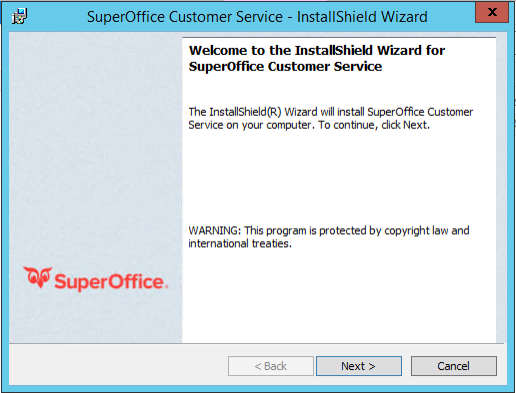 SuperOffice Customer Service - InstallShield Wizard
x
Welcome to the InstallShield Wizard for
SuperOffice Customer Service
The InstallShield(R) Wizard will install SuperOffice Customer
Service on your computer. To continue, click Next.
WARNING: This program is protected by copyright law and
international treaties.
SuperOffice.
< Back
Next >
Cancel